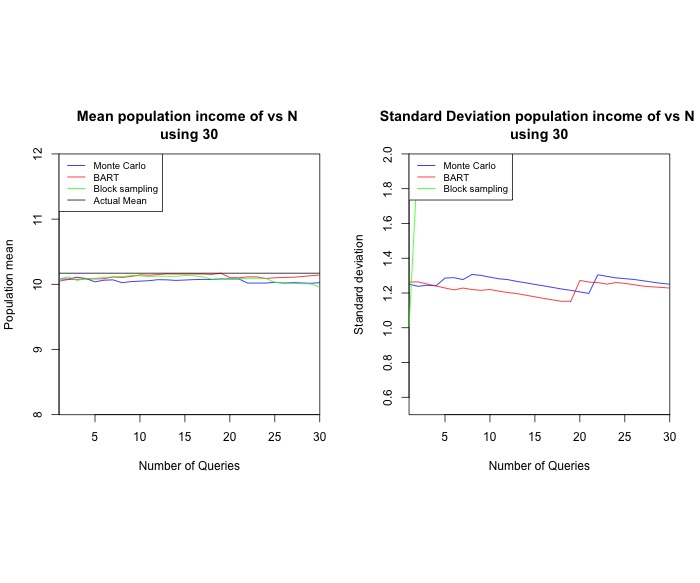 Mean population income of vs N
using 30
Population mean
12
11
10
9
8
Monte Carlo
BART
Block sampling
Actual Mean
5 10 15 20 25 30
Number of Queries
Standard Deviation population income of vs N
using 30
Standard deviation
2.0
1.8
1.6
1.4
1.2
1.0
0.8
0.6
Monte Carlo
BART
Block sampling
5 10 15 20 25 30
Number of Queries